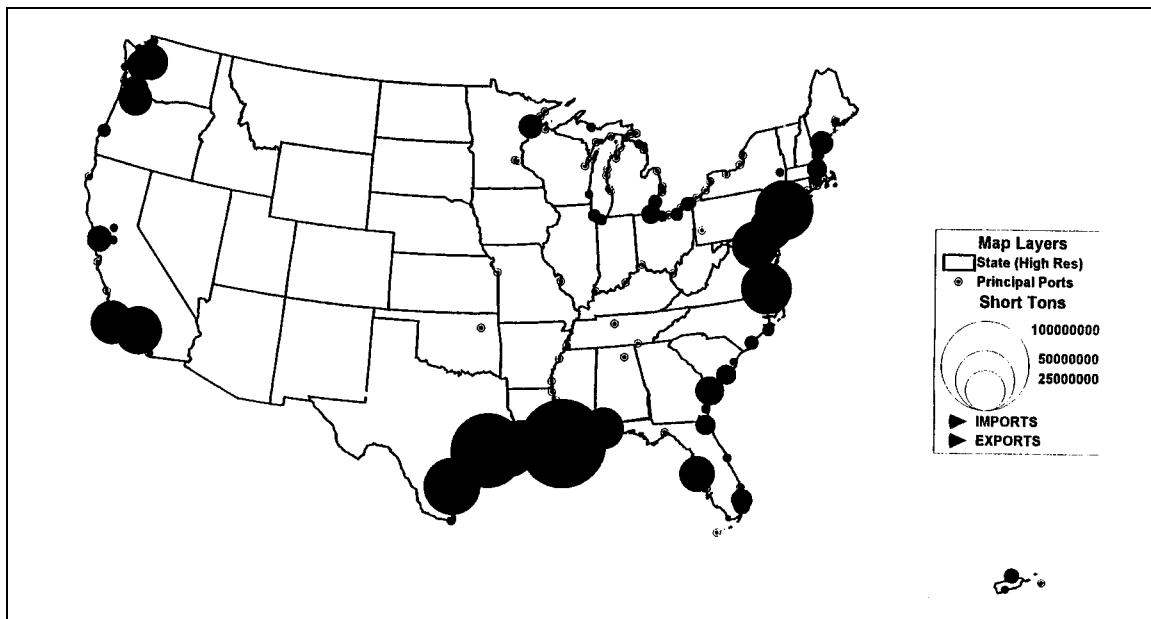 Map Layers
State (High Res)
Principal Ports
Short Tons
100000000
50000000
25000000
IMPORTS
EXPORTS